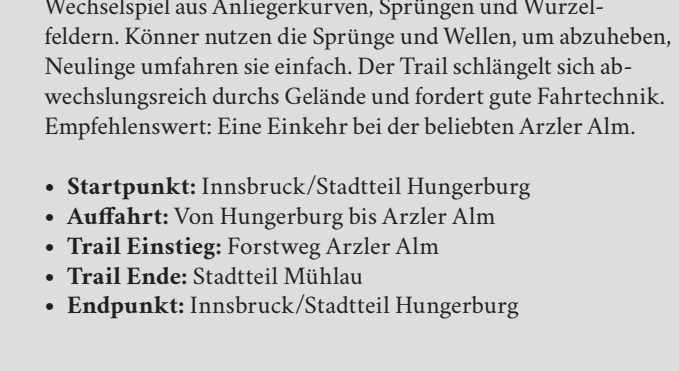 Wechselspiel aus Anliegerkurven, Sprüngen und Wurzel-
feldern. Könner nutzen die Sprünge und Wellen, um abzuheben,
Neulinge umfahren sie einfach. Der Trail schlängelt sich ab-
wechslungsreich durchs Gelände und fordert gute Fahrtechnik.
Empfehlenswert: Eine Einkehr bei der beliebten Arzler Alm.
• Startpunkt: Innsbruck/Stadtteil Hungerburg
• Auffahrt: Von Hungerburg bis Arzler Alm
• Trail Einstieg: Forstweg Arzler Alm
• Trail Ende: Stadtteil Mühlau
• Endpunkt: Innsbruck/Stadtteil Hungerburg